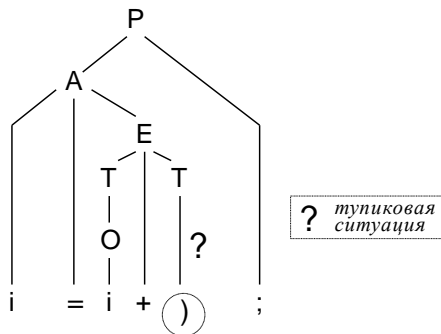 P
A
E
T T
O ?
? тупиковая
ситуация
i = i + ) ;